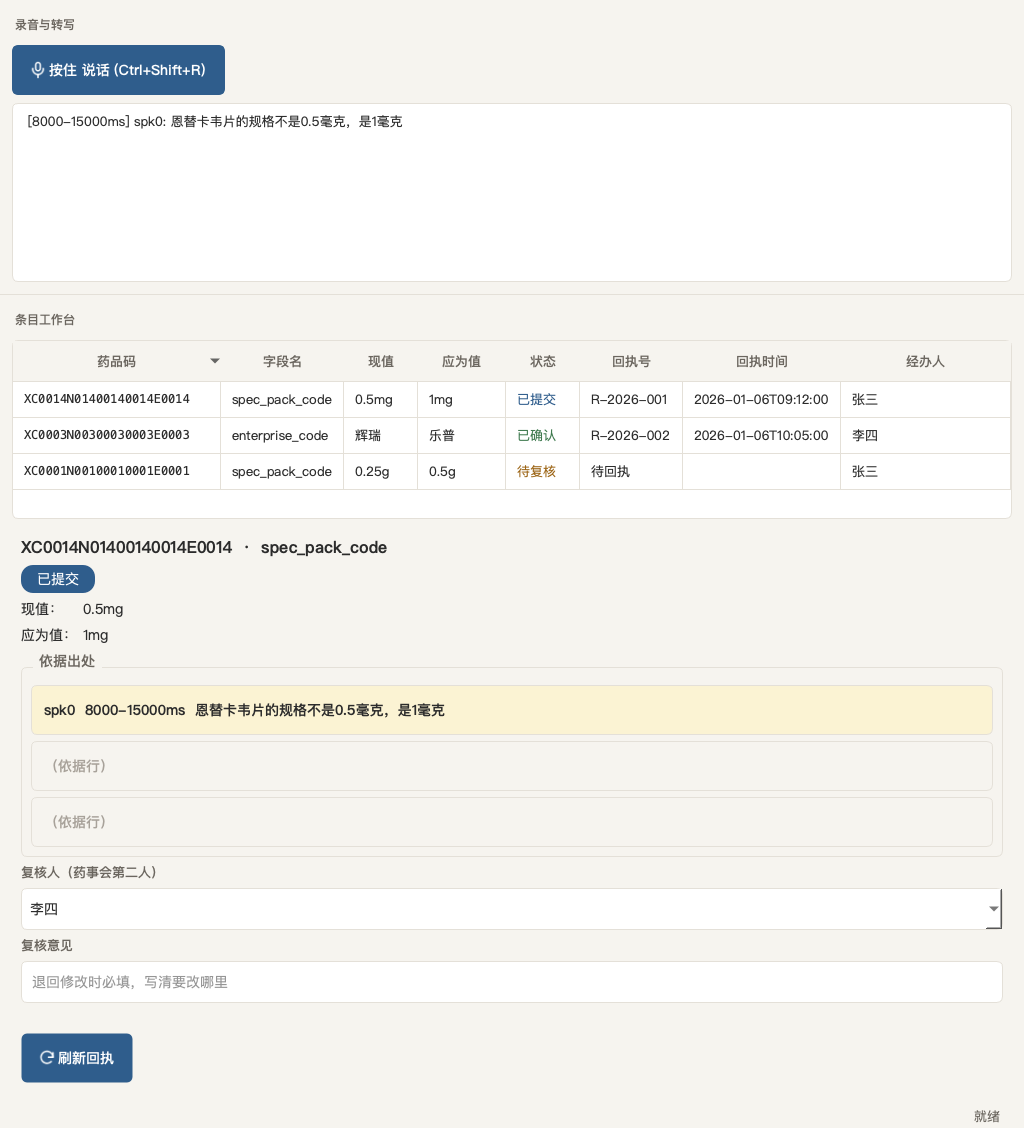 录音与转写
按住 说话 (Ctrl+Shift+R)
[8000–15000ms] spk0: 恩替卡韦片的规格不是0.5毫克，是1毫克
条目工作台
药品码 字段名 现值 应为值 状态 回执号 回执时间 经办人
XC0014N01400140014E0014 spec_pack_code 0.5mg 1mg 已提交 R-2026-001 2026-01-06T09:12:00 张三
XC0003N00300030003E0003 enterprise_code 辉瑞 乐普 已确认 R-2026-002 2026-01-06T10:05:00 李四
XC0001N00100010001E0001 spec_pack_code 0.25g 0.5g 待复核 待回执 张三
XC0014N01400140014E0014 · spec_pack_code
已提交
现值： 0.5mg
应为值： 1mg
依据出处
spk0 8000–15000ms 恩替卡韦片的规格不是0.5毫克，是1毫克
（依据行）
（依据行）
复核人（药事会第二人）
李四
复核意见
退回修改时必填，写清要改哪里
刷新回执
就绪